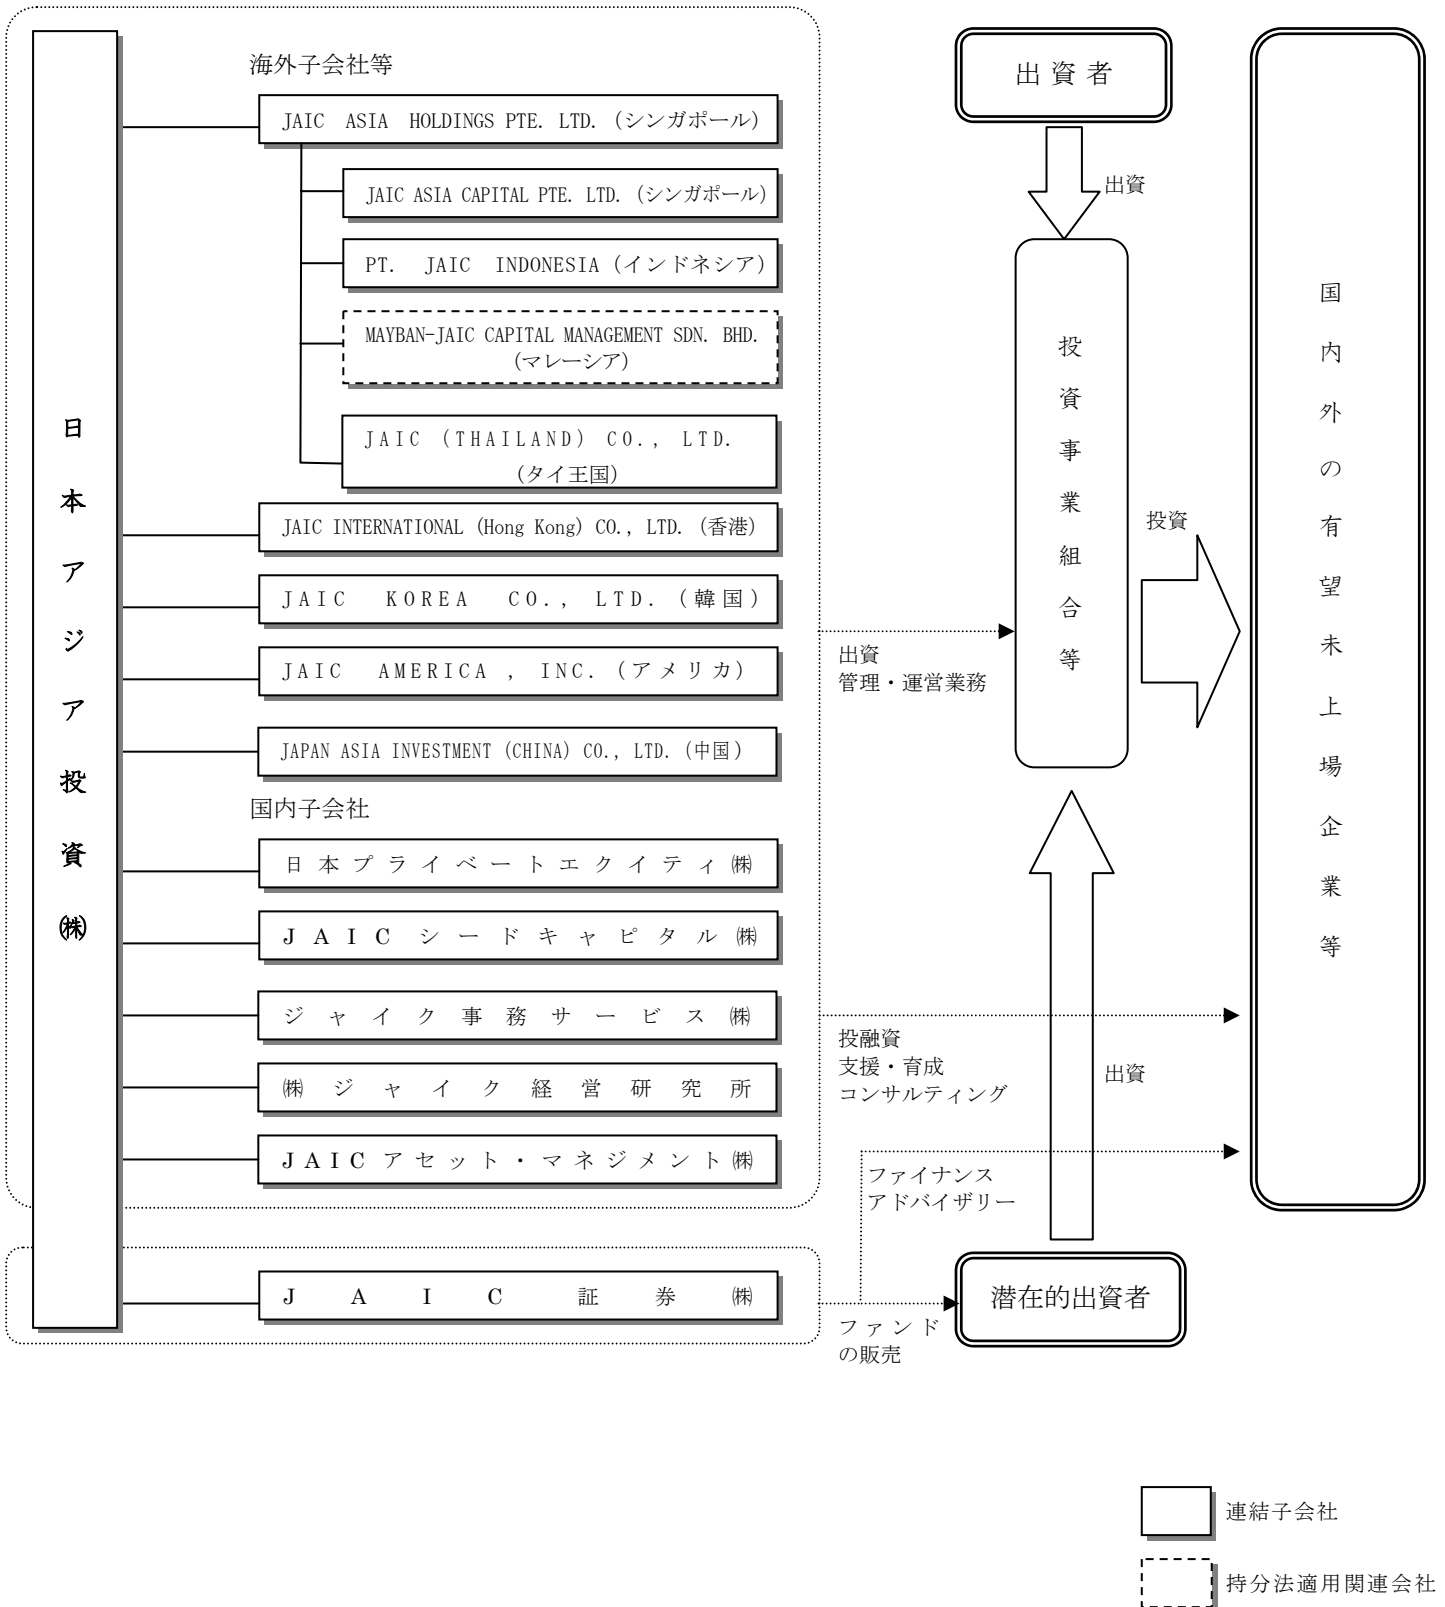 日本アジア投資㈱
海外子会社等
JAIC ASIA HOLDINGS PTE. LTD. (シンガポール)
JAIC ASIA CAPITAL PTE. LTD. (シンガポール)
PT. JAIC INDONESIA (インドネシア)
MAYBAN-JAIC CAPITAL MANAGEMENT SDN. BHD.
(マレーシア)
JAIC (THAILAND) CO., LTD.
(タイ王国)
JAIC INTERNATIONAL (Hong Kong) CO., LTD. (香港)
JAIC KOREA CO., LTD. (韓国)
JAIC AMERICA , INC. (アメリカ)
JAPAN ASIA INVESTMENT (CHINA) CO., LTD. (中国)
国内子会社
日本プライベートエクイティ㈱
JAICシードキャピタル㈱
ジャイク事務サービス㈱
㈱ジャイク経営研究所
JAICアセット・マネジメント㈱
JAIC証券㈱
出資者
出資
投資事業組合等
投資
国内外の有望未上場企業等
出資
管理・運営業務
投融資
支援・育成
コンサルティング
出資
ファイナンス
アドバイザリー
潜在的出資者
ファンド
の販売
連結子会社
持分法適用関連会社